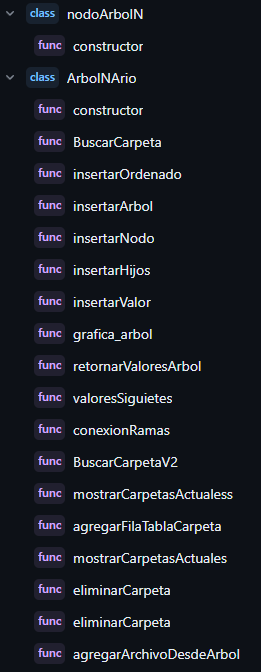 class nodoArbolN
func constructor
class ArbolNArio
func constructor
func BuscarCarpeta
func insertarOrdenado
func insertarArbol
func insertarNodo
func insertarHijos
func insertarValor
func grafica_arbol
func retornarValoresArbol
func valoresSiguietes
func conexionRamas
func BuscarCarpetaV2
func mostrarCarpetasActualess
func agregarFilaTablaCarpeta
func mostrarCarpetasActuales
func eliminarCarpeta
func eliminarCarpeta
func agregarArchivoDesdeArbol